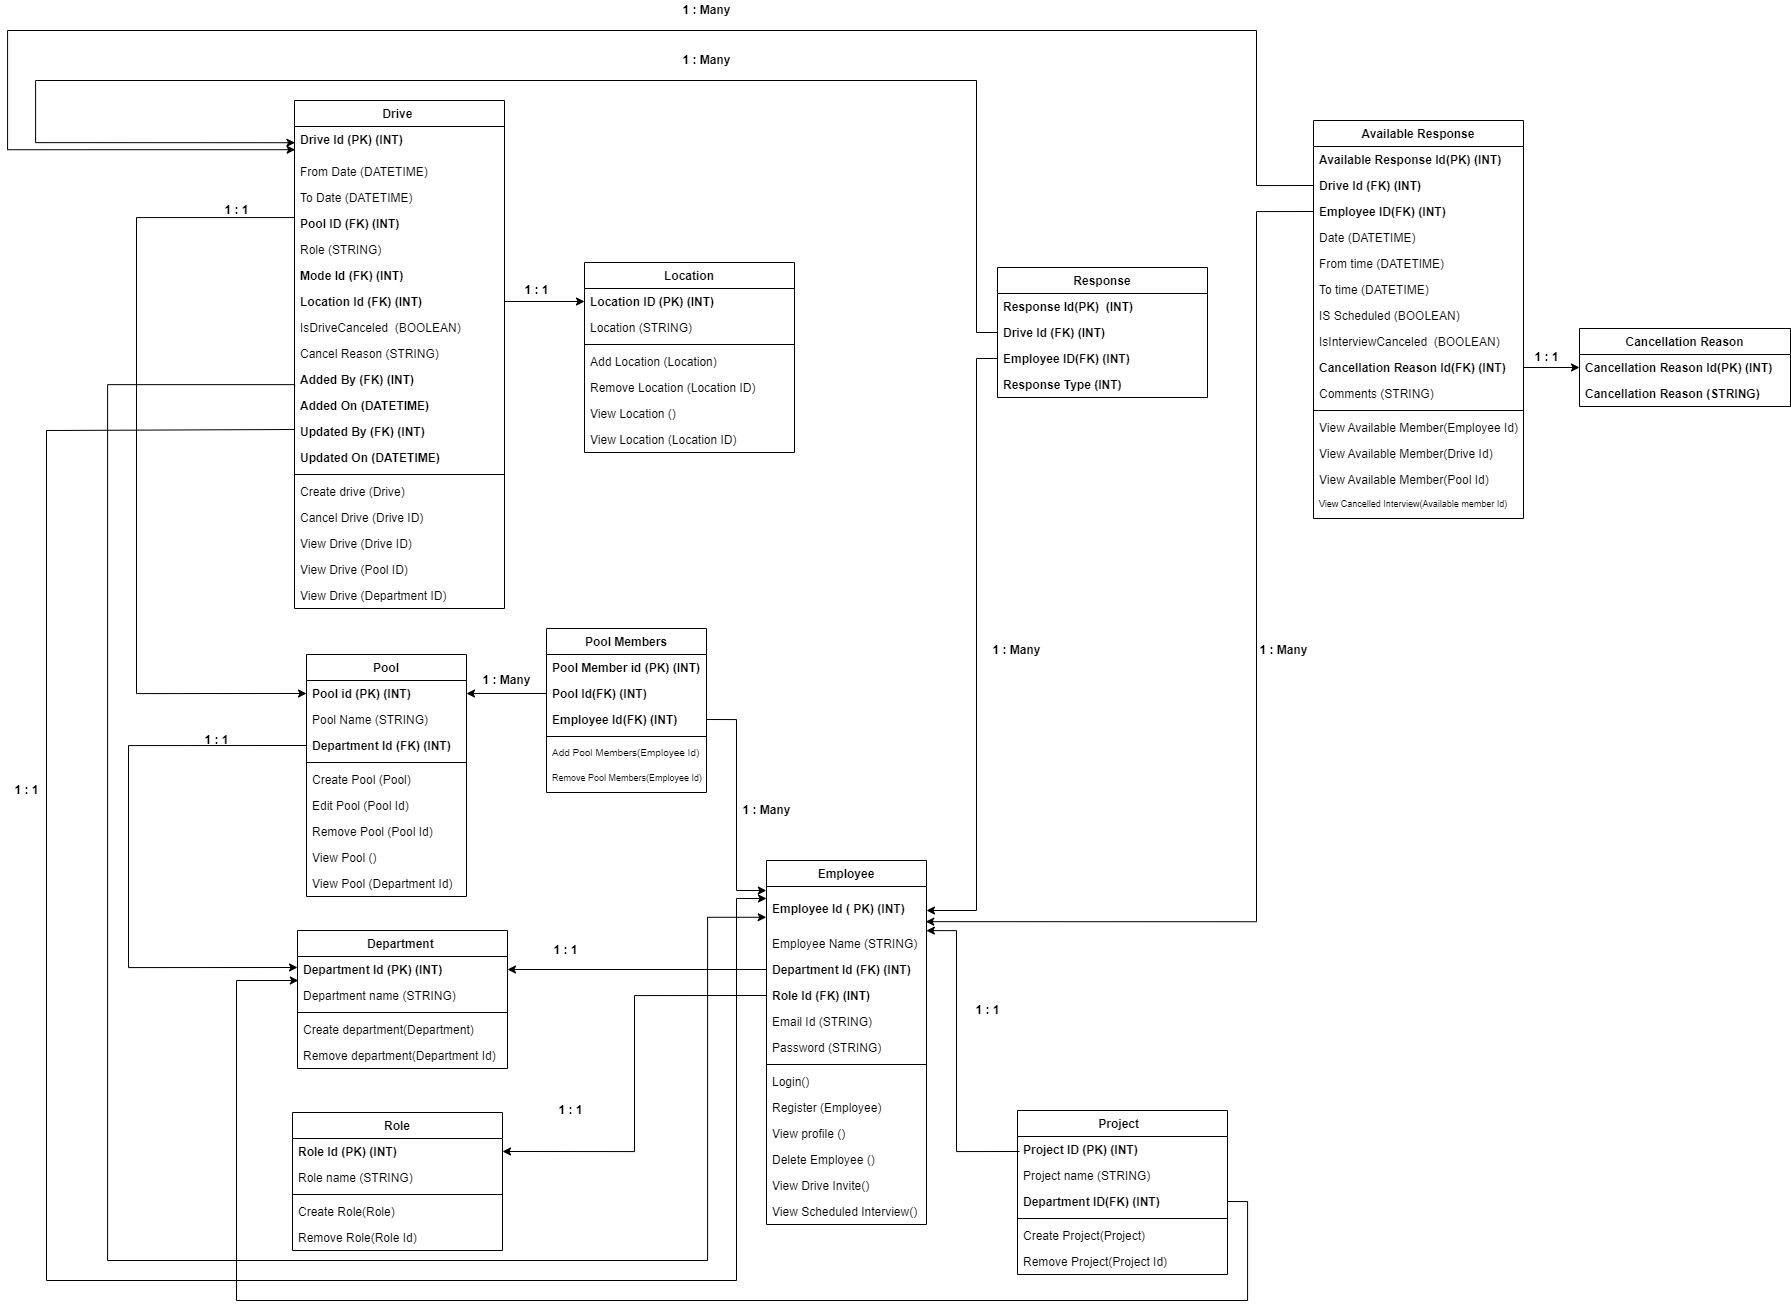 1 : Many
1 : Many
Drive
Drive Id (PK) (INT)
From Date (DATETIME)
To Date (DATETIME)
Pool ID (FK) (INT)
Role (STRING)
Mode Id (FK) (INT)
Location Id (FK) (INT)
IsDriveCanceled (BOOLEAN)
Cancel Reason (STRING)
Added By (FK) (INT)
Added On (DATETIME)
Updated By (FK) (INT)
Updated On (DATETIME)
Create drive (Drive)
Cancel Drive (Drive ID)
View Drive (Drive ID)
View Drive (Pool ID)
View Drive (Department ID)
1 : 1
1 : 1
Location
Location ID (PK) (INT)
Location (STRING)
Add Location (Location)
Remove Location (Location ID)
View Location ()
View Location (Location ID)
Response
Response Id(PK) (INT)
Drive Id (FK) (INT)
Employee ID(FK) (INT)
Response Type (INT)
Available Response
Available Response Id(PK) (INT)
Drive Id (FK) (INT)
Employee ID(FK) (INT)
Date (DATETIME)
From time (DATETIME)
To time (DATETIME)
IS Scheduled (BOOLEAN)
IsInterviewCanceled (BOOLEAN)
Cancellation Reason Id(FK) (INT)
Comments (STRING)
View Available Member(Employee Id)
View Available Member(Drive Id)
View Available Member(Pool Id)
View Cancelled Interview(Available member Id)
1 : 1
Cancellation Reason
Cancellation Reason Id(PK) (INT)
Cancellation Reason (STRING)
Pool
Pool id (PK) (INT)
Pool Name (STRING)
Department Id (FK) (INT)
Create Pool (Pool)
Edit Pool (Pool Id)
Remove Pool (Pool Id)
View Pool ()
View Pool (Department Id)
1 : Many
Pool Members
Pool Member id (PK) (INT)
Pool Id(FK) (INT)
Employee Id(FK) (INT)
Add Pool Members(Employee Id)
Remove Pool Members(Employee Id)
1 : Many
1 : Many
1 : 1
1 : 1
1 : Many
Employee
Employee Id ( PK) (INT)
Employee Name (STRING)
Department Id (FK) (INT)
Role Id (FK) (INT)
Email Id (STRING)
Password (STRING)
Login()
Register (Employee)
View profile ()
Delete Employee ()
View Drive Invite()
View Scheduled Interview()
Department
Department Id (PK) (INT)
Department name (STRING)
Create department(Department)
Remove department(Department Id)
1 : 1
1 : 1
1 : 1
Role
Role Id (PK) (INT)
Role name (STRING)
Create Role(Role)
Remove Role(Role Id)
Project
Project ID (PK) (INT)
Project name (STRING)
Department ID(FK) (INT)
Create Project(Project)
Remove Project(Project Id)